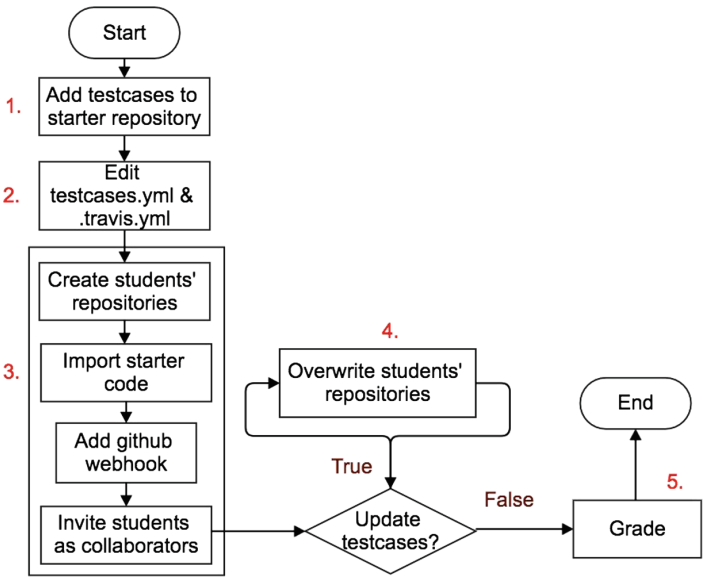 Start
1.
Add testcases to
starter repository
2.
Edit
testcases.yml &
.travis.yml
3.
Create students'
repositories
Import starter
code
Add github
webhook
Invite students
as collaborators
4.
Overwrite students'
repositories
True
Update
testcases?
False
5.
Grade
End